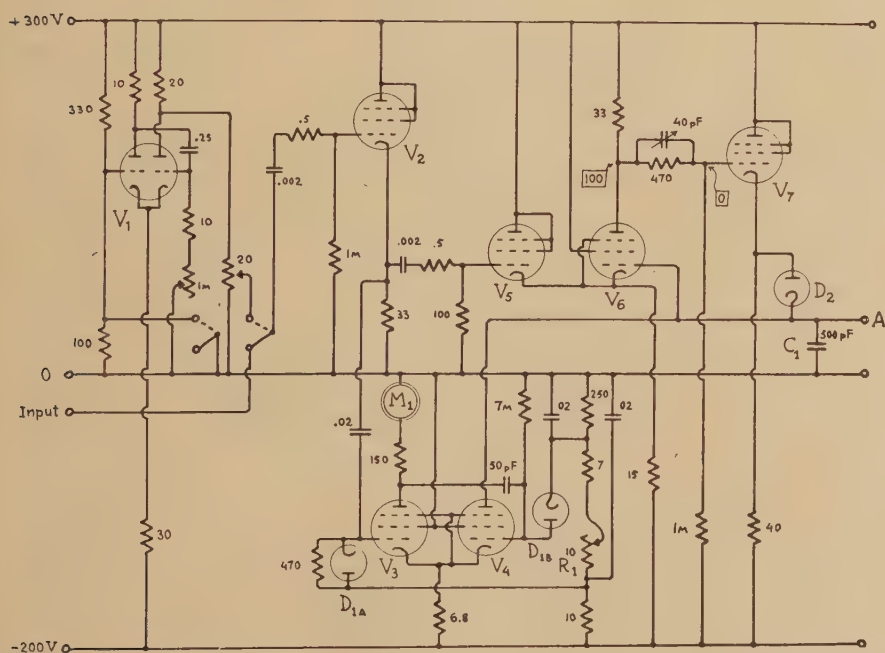 +300V
10
20
330
.25
V1
10
1m
20
100
0
Input
30
.5
V2
.002
1m
.002
.5
33
100
V5
33
40pF
470
100
0
V6
V7
D2
A
500pF
C1
M1
.02
150
50pF
7m
02
250
02
7
15
470
V3
V4
D1B
10
R1
1m
40
D1A
6.8
10
-200V